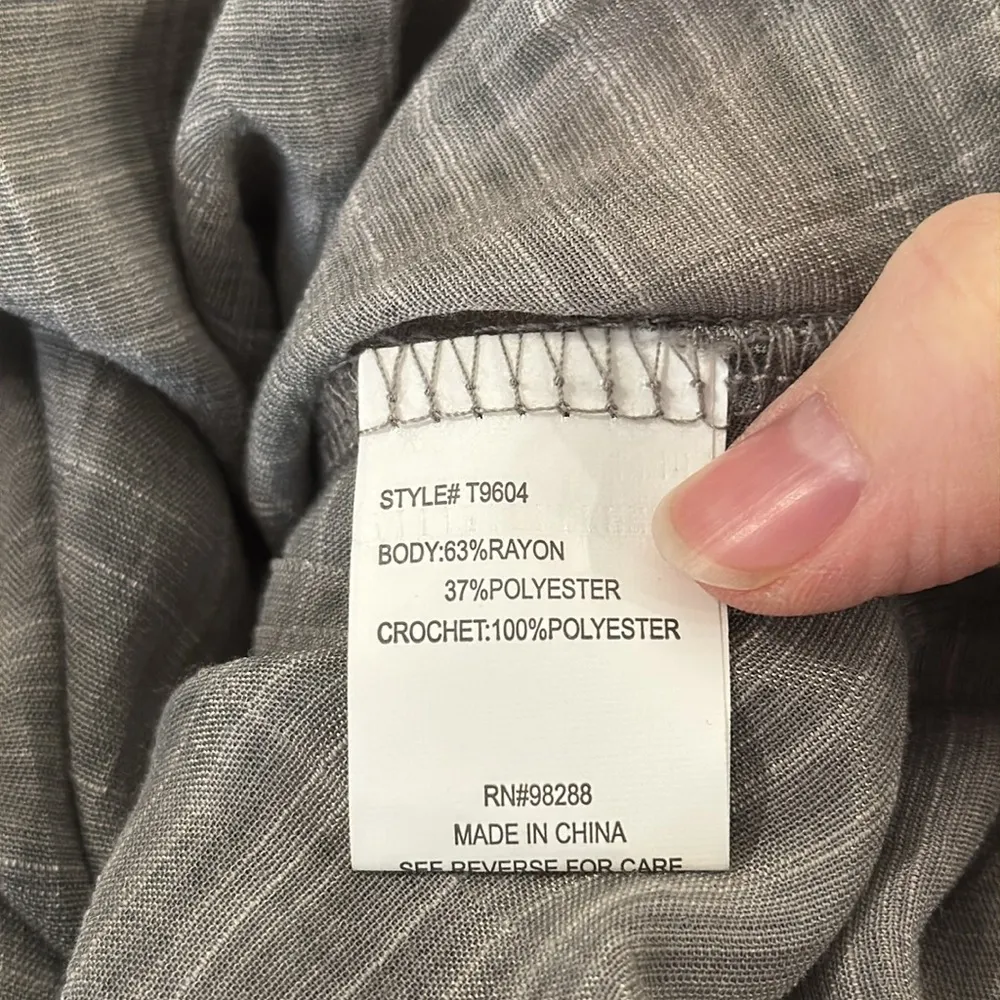 STYLE# T9604
BODY:63%RAYON
37%POLYESTER
CROCHET:100%POLYESTER
RN#98288
MADE IN CHINA
SEE REVERSE FOR CARE